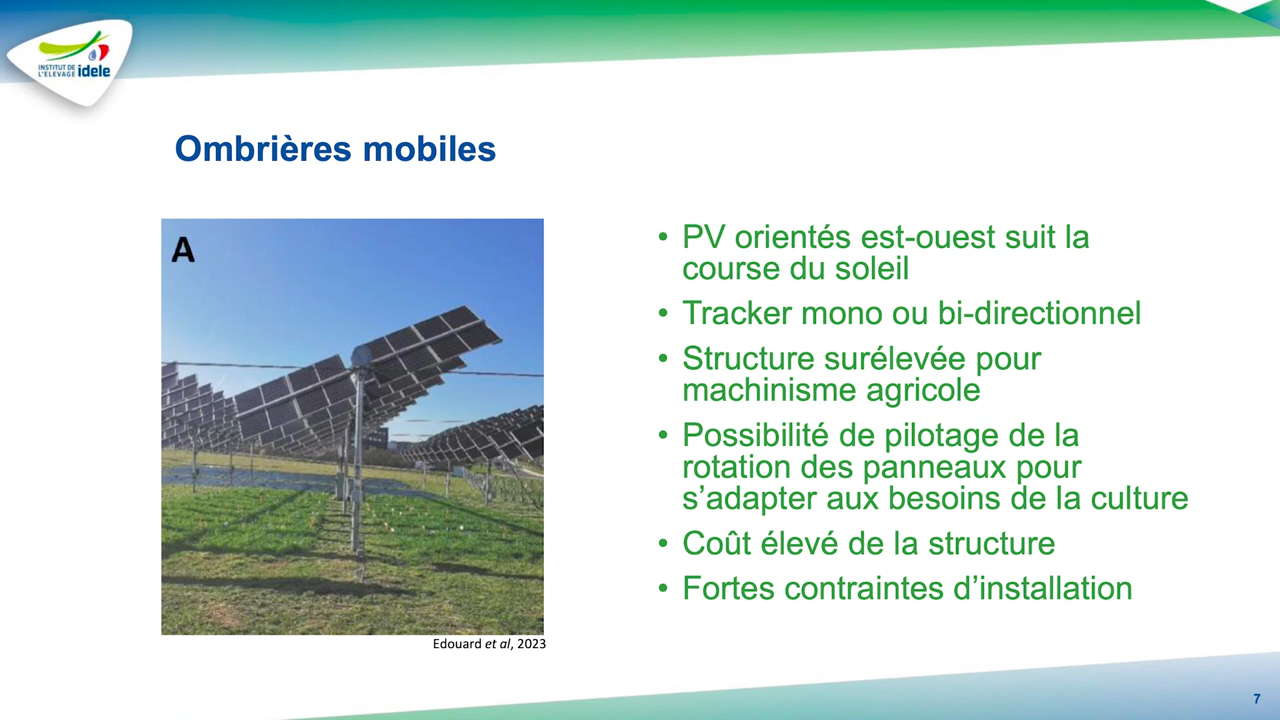 INSTITUT DE
L'ELEVAGE idele
Ombrières mobiles
A
Edouard et al, 2023
• PV orientés est-ouest suit la
course du soleil
• Tracker mono ou bi-directionnel
• Structure surélevée pour
machinisme agricole
• Possibilité de pilotage de la
rotation des panneaux pour
s’adapter aux besoins de la culture
• Coût élevé de la structure
• Fortes contraintes d’installation
7